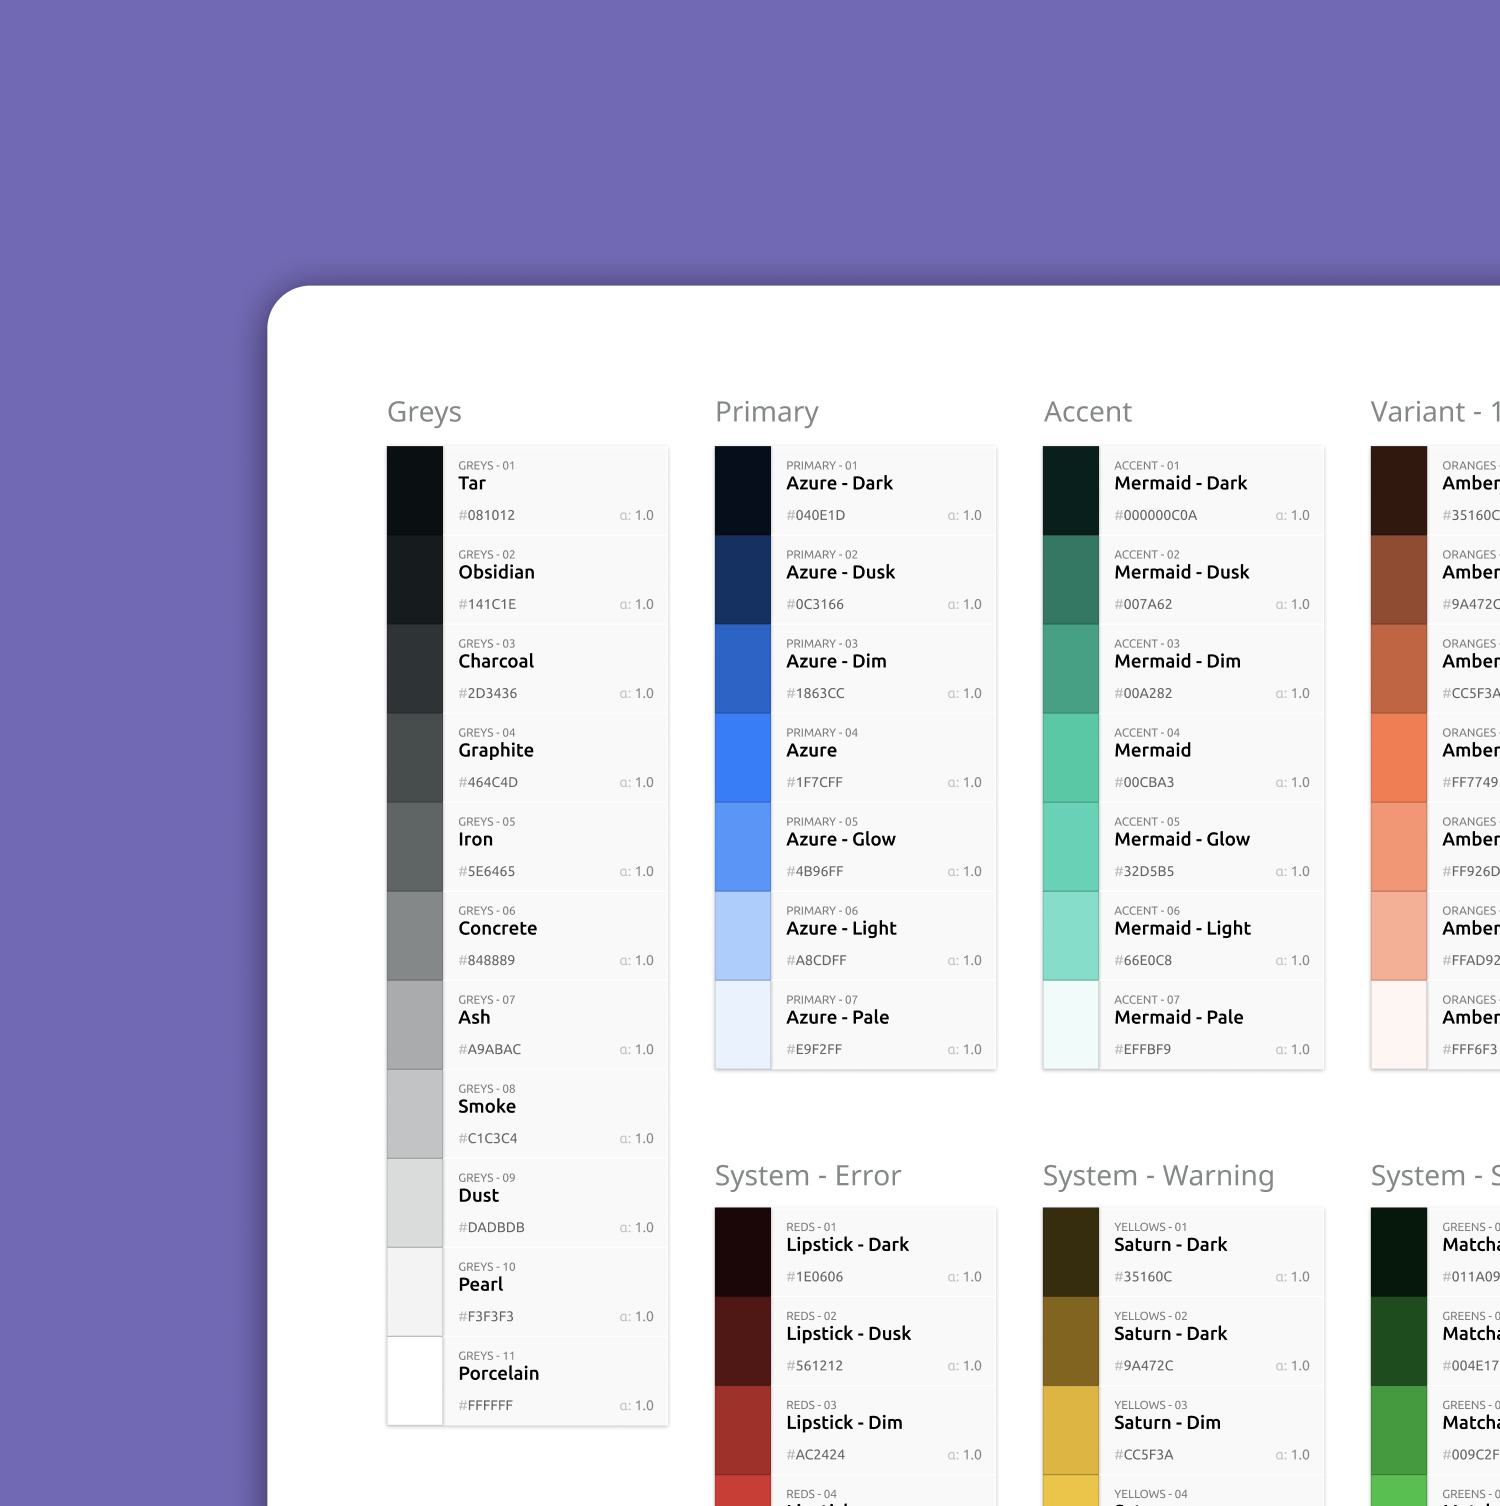 Greys
GREYS - 01
Tar
#081012 α: 1.0
GREYS - 02
Obsidian
#141C1E α: 1.0
GREYS - 03
Charcoal
#2D3436 α: 1.0
GREYS - 04
Graphite
#464C4D α: 1.0
GREYS - 05
Iron
#5E6465 α: 1.0
GREYS - 06
Concrete
#848889 α: 1.0
GREYS - 07
Ash
#A9ABAC α: 1.0
GREYS - 08
Smoke
#C1C3C4 α: 1.0
GREYS - 09
Dust
#DADBDB α: 1.0
GREYS - 10
Pearl
#F3F3F3 α: 1.0
GREYS - 11
Porcelain
#FFFFFF α: 1.0
Primary
PRIMARY - 01
Azure - Dark
#040E1D α: 1.0
PRIMARY - 02
Azure - Dusk
#0C3166 α: 1.0
PRIMARY - 03
Azure - Dim
#1863CC α: 1.0
PRIMARY - 04
Azure
#1F7CFF α: 1.0
PRIMARY - 05
Azure - Glow
#4B96FF α: 1.0
PRIMARY - 06
Azure - Light
#A8CDFF α: 1.0
PRIMARY - 07
Azure - Pale
#E9F2FF α: 1.0
Accent
ACCENT - 01
Mermaid - Dark
#000000C0A α: 1.0
ACCENT - 02
Mermaid - Dusk
#007A62 α: 1.0
ACCENT - 03
Mermaid - Dim
#00A282 α: 1.0
ACCENT - 04
Mermaid
#00CBA3 α: 1.0
ACCENT - 05
Mermaid - Glow
#32D5B5 α: 1.0
ACCENT - 06
Mermaid - Light
#66E0C8 α: 1.0
ACCENT - 07
Mermaid - Pale
#EFFBF9 α: 1.0
Variant - 1
ORANGES -
Amber
#35160C
ORANGES -
Amber
#9A472C
ORANGES -
Amber
#CC5F3A
ORANGES -
Amber
#FF7749
ORANGES -
Amber
#FF926D
ORANGES -
Amber
#FFAD92
ORANGES -
Amber
#FFF6F3
System - Error
REDS - 01
Lipstick - Dark
#1E0606 α: 1.0
REDS - 02
Lipstick - Dusk
#561212 α: 1.0
REDS - 03
Lipstick - Dim
#AC2424 α: 1.0
REDS - 04
System - Warning
YELLOWS - 01
Saturn - Dark
#35160C α: 1.0
YELLOWS - 02
Saturn - Dark
#9A472C α: 1.0
YELLOWS - 03
Saturn - Dim
#CC5F3A α: 1.0
YELLOWS - 04
System - S
GREENS - 0
Matcha
#011A09
GREENS - 0
Matcha
#004E17
GREENS - 0
Matcha
#009C2F
GREENS - 0